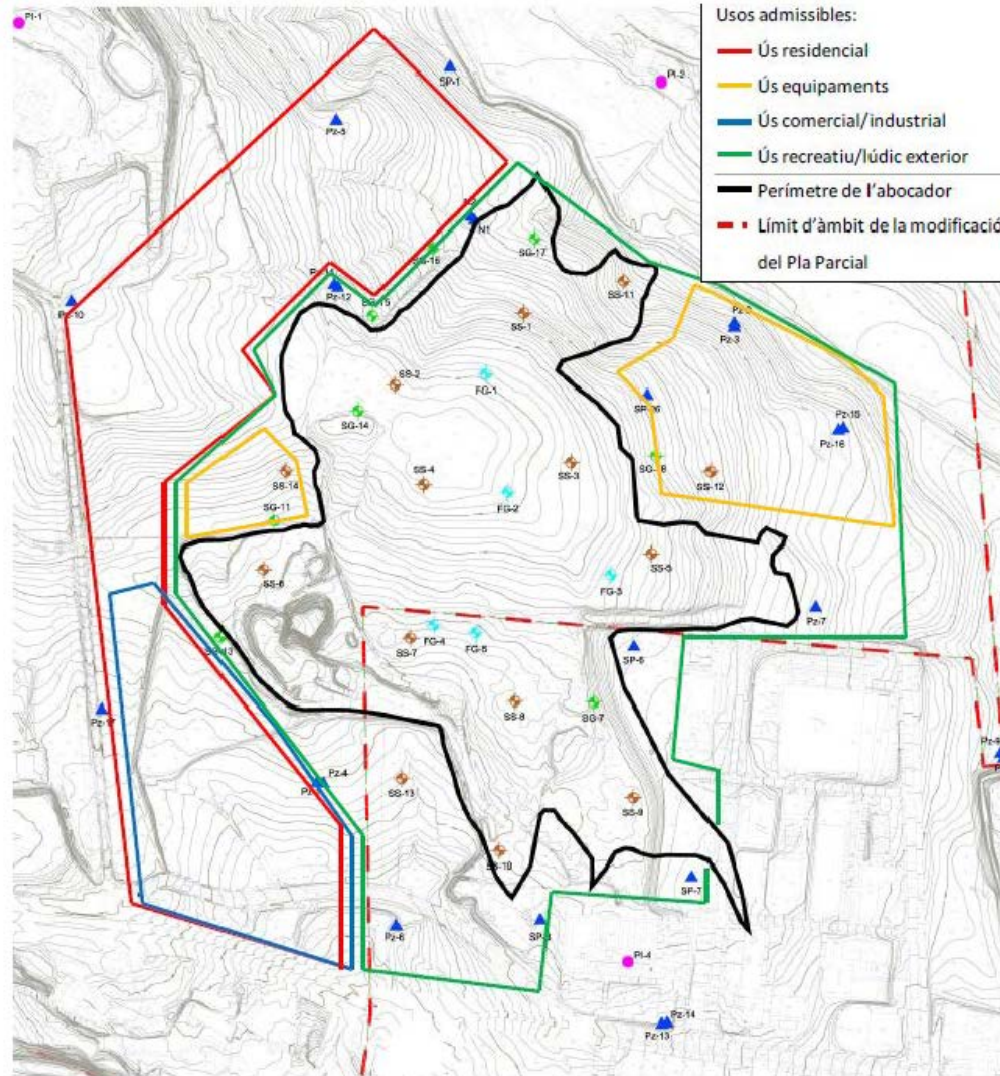 Usos admissibles:
Ús residencial
Ús equipaments
Ús comercial/industrial
Ús recreatiu/lúdic exterior
Perímetre de l'abocador
Límit d'àmbit de la modificació
del Pla Parcial
PI-1
SP-1
PI-3
Pz-5
N1
SG-16
SG-17
Pz-12
SS-11
Pz-10
SG-15
SS-1
Pz-3
SS-2
FG-1
SG-14
Pz-15
Pz-16
SS-3
SS-14
SS-4
SS-12
FG-2
SG-11
SS-6
SS-5
FG-3
Pz-7
FG-4
SS-7
FG-5
SP-6
SS-8
SG-7
Pz-17
Pz-4
SS-13
SS-9
SP-7
Pz-6
PI-4
Pz-14
Pz-13